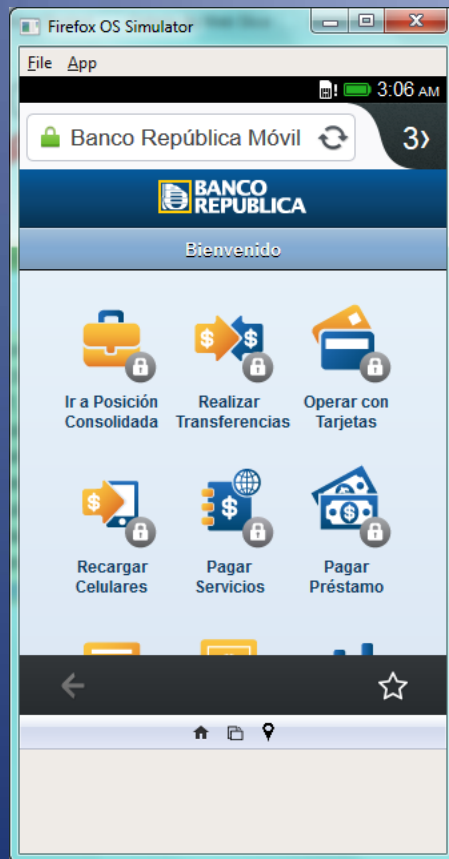 Firefox OS Simulator
File App
3:06 AM
Banco República Móvil
3
BANCO
REPUBLICA
Bienvenido
Ir a Posición
Consolidada
Realizar
Transferencias
Operar con
Tarjetas
Recargar
Celulares
Pagar
Servicios
Pagar
Préstamo